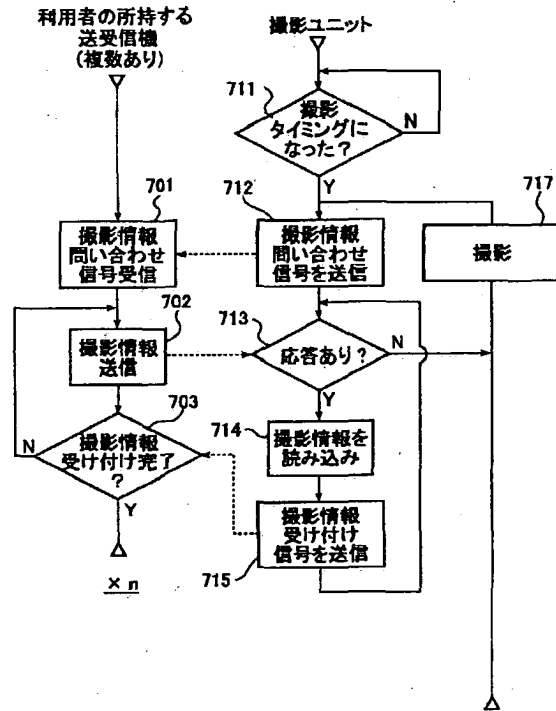 利用者の所持する
送受信機
(複数あり)
撮影ユニット
711
撮影
タイミングに
なった?
N
Y
717
撮影
701
撮影情報
問い合わせ
信号受信
712
撮影情報
問い合わせ
信号を送信
702
撮影情報
送信
713
応答あり?
N
Y
703
撮影情報
受け付け完了
?
N
Y
714
撮影情報を
読み込み
撮影情報
受け付け
信号を送信
715
×n